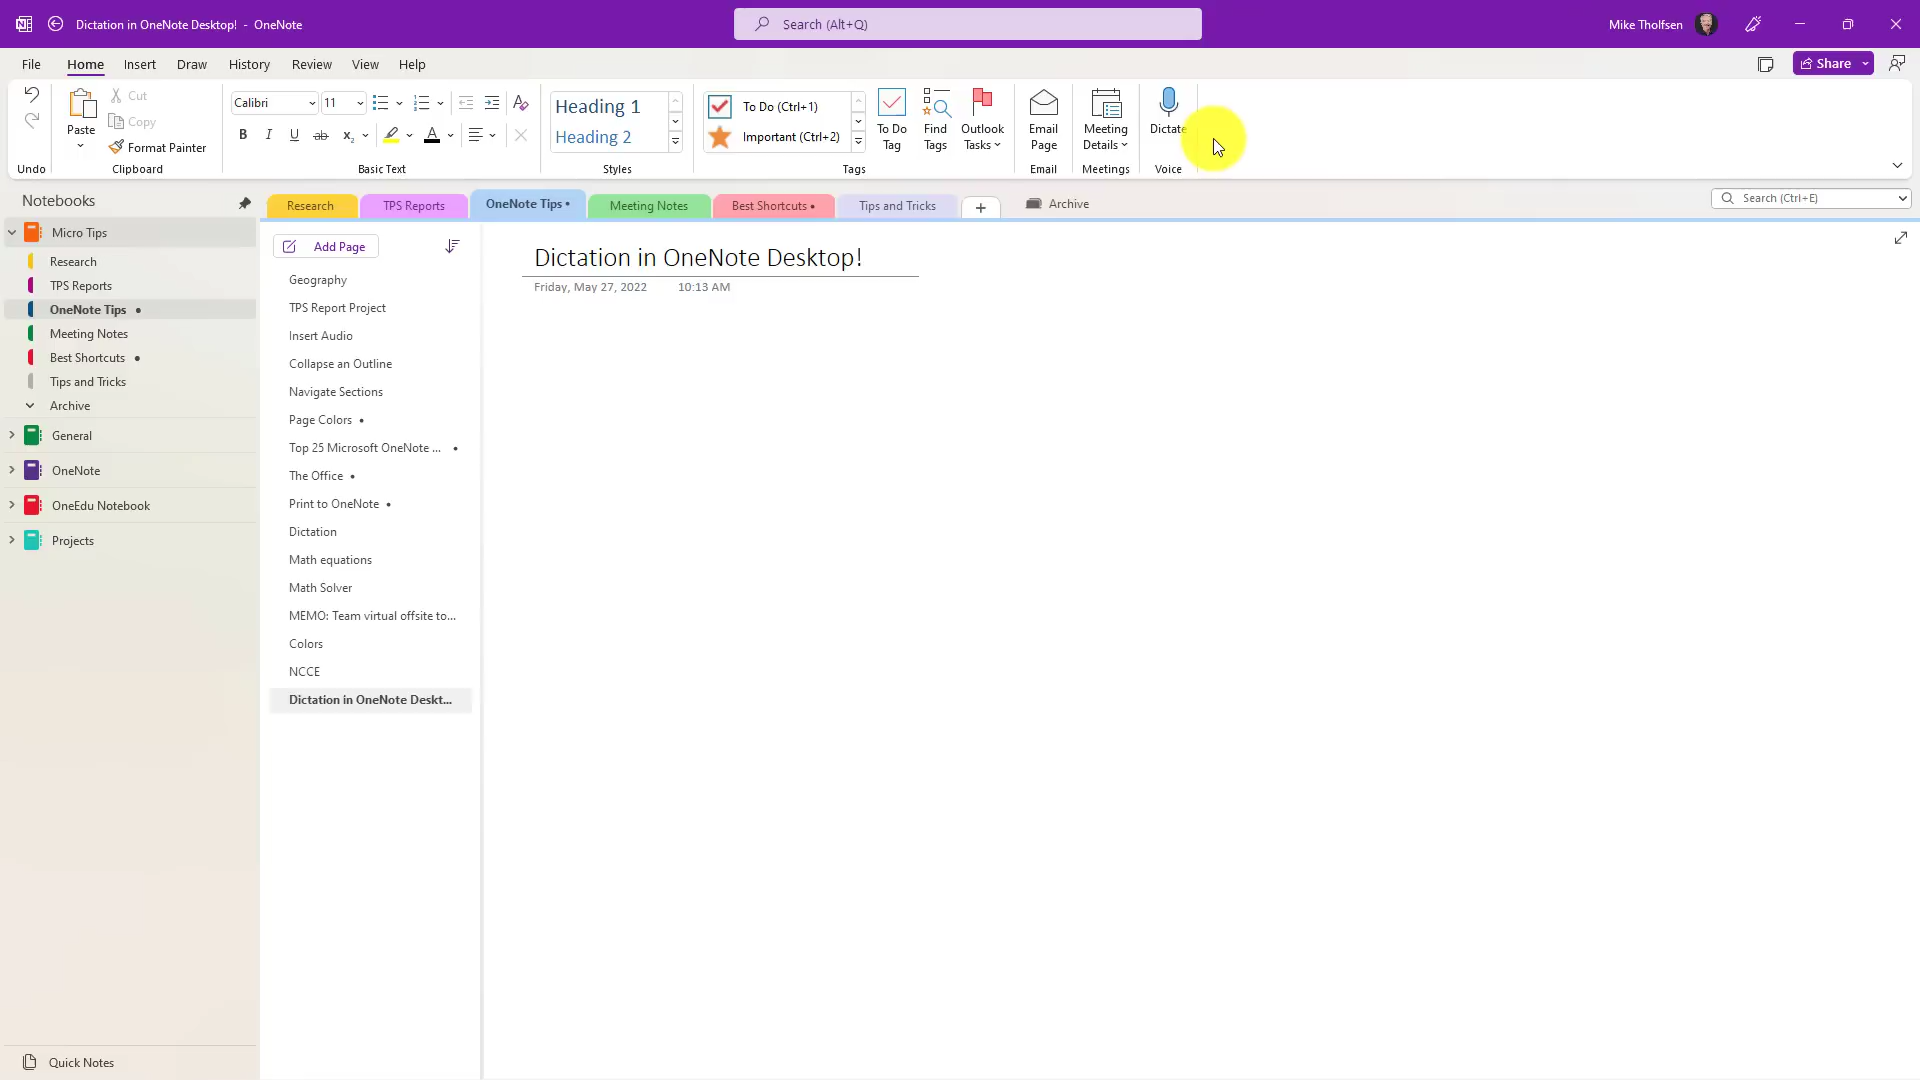 Dictation in OneNote Desktop! - OneNote
Search (Alt+Q)
Mike Tholfsen
File Home Insert Draw History Review View Help
Share
Paste
Cut
Copy
Format Painter
Calibri 11
B I U ab x₂ A
Heading 1
Heading 2
To Do (Ctrl+1)
Important (Ctrl+2)
To Do
Tag
Find
Tags
Outlook
Tasks
Email
Page
Meeting
Details
Dictate
Undo Clipboard Basic Text Styles Tags Email Meetings Voice
Notebooks
Research TPS Reports OneNote Tips • Meeting Notes Best Shortcuts • Tips and Tricks + Archive
Search (Ctrl+E)
Micro Tips
Research
TPS Reports
OneNote Tips •
Meeting Notes
Best Shortcuts •
Tips and Tricks
Archive
General
OneNote
OneEdu Notebook
Projects
Quick Notes
Add Page
Geography
TPS Report Project
Insert Audio
Collapse an Outline
Navigate Sections
Page Colors •
Top 25 Microsoft OneNote ... •
The Office •
Print to OneNote •
Dictation
Math equations
Math Solver
MEMO: Team virtual offsite to...
Colors
NCCE
Dictation in OneNote Deskt...
Dictation in OneNote Desktop!
Friday, May 27, 2022 10:13 AM